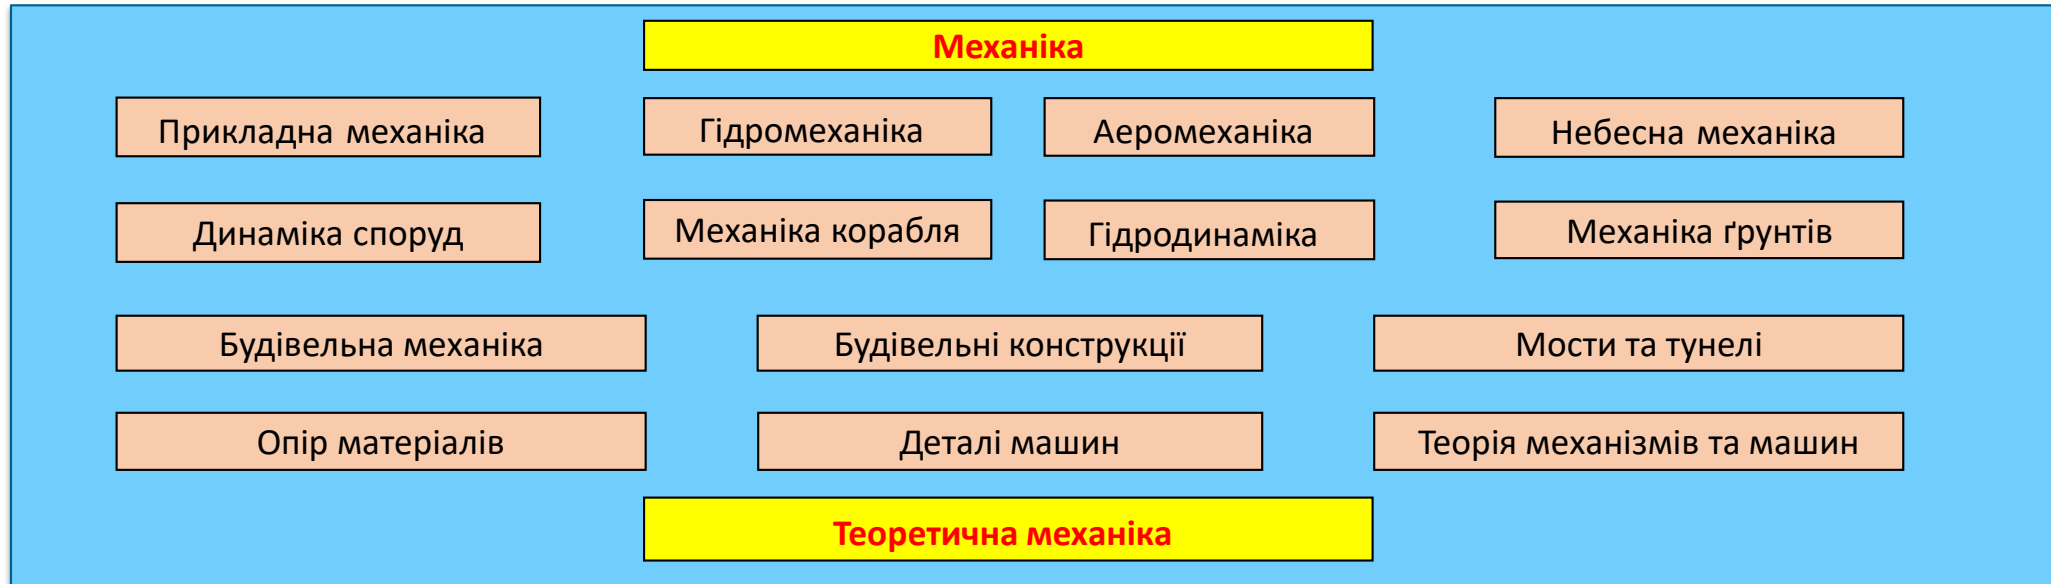 Механіка
Прикладна механіка
Гідромеханіка
Аеромеханіка
Небесна механіка
Динаміка споруд
Механіка корабля
Гідродинаміка
Механіка ґрунтів
Будівельна механіка
Будівельні конструкції
Мости та тунелі
Опір матеріалів
Деталі машин
Теорія механізмів та машин
Теоретична механіка